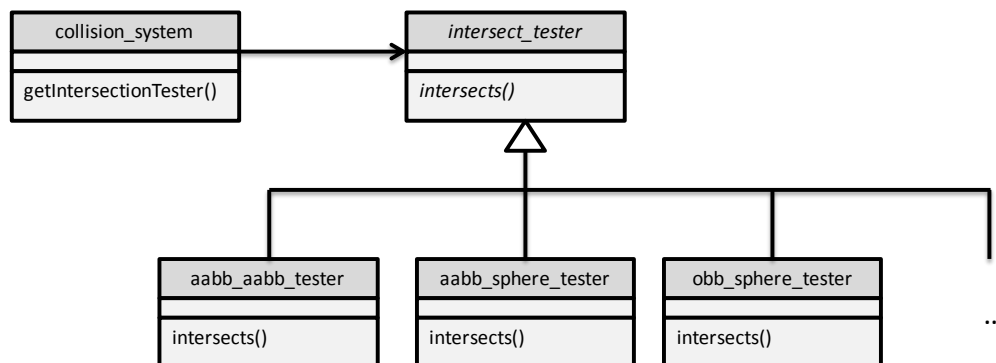 collision_system
intersect_tester
getIntersectionTester()
intersects()
aabb_aabb_tester
aabb_sphere_tester
obb_sphere_tester
intersects()
intersects()
intersects()
..